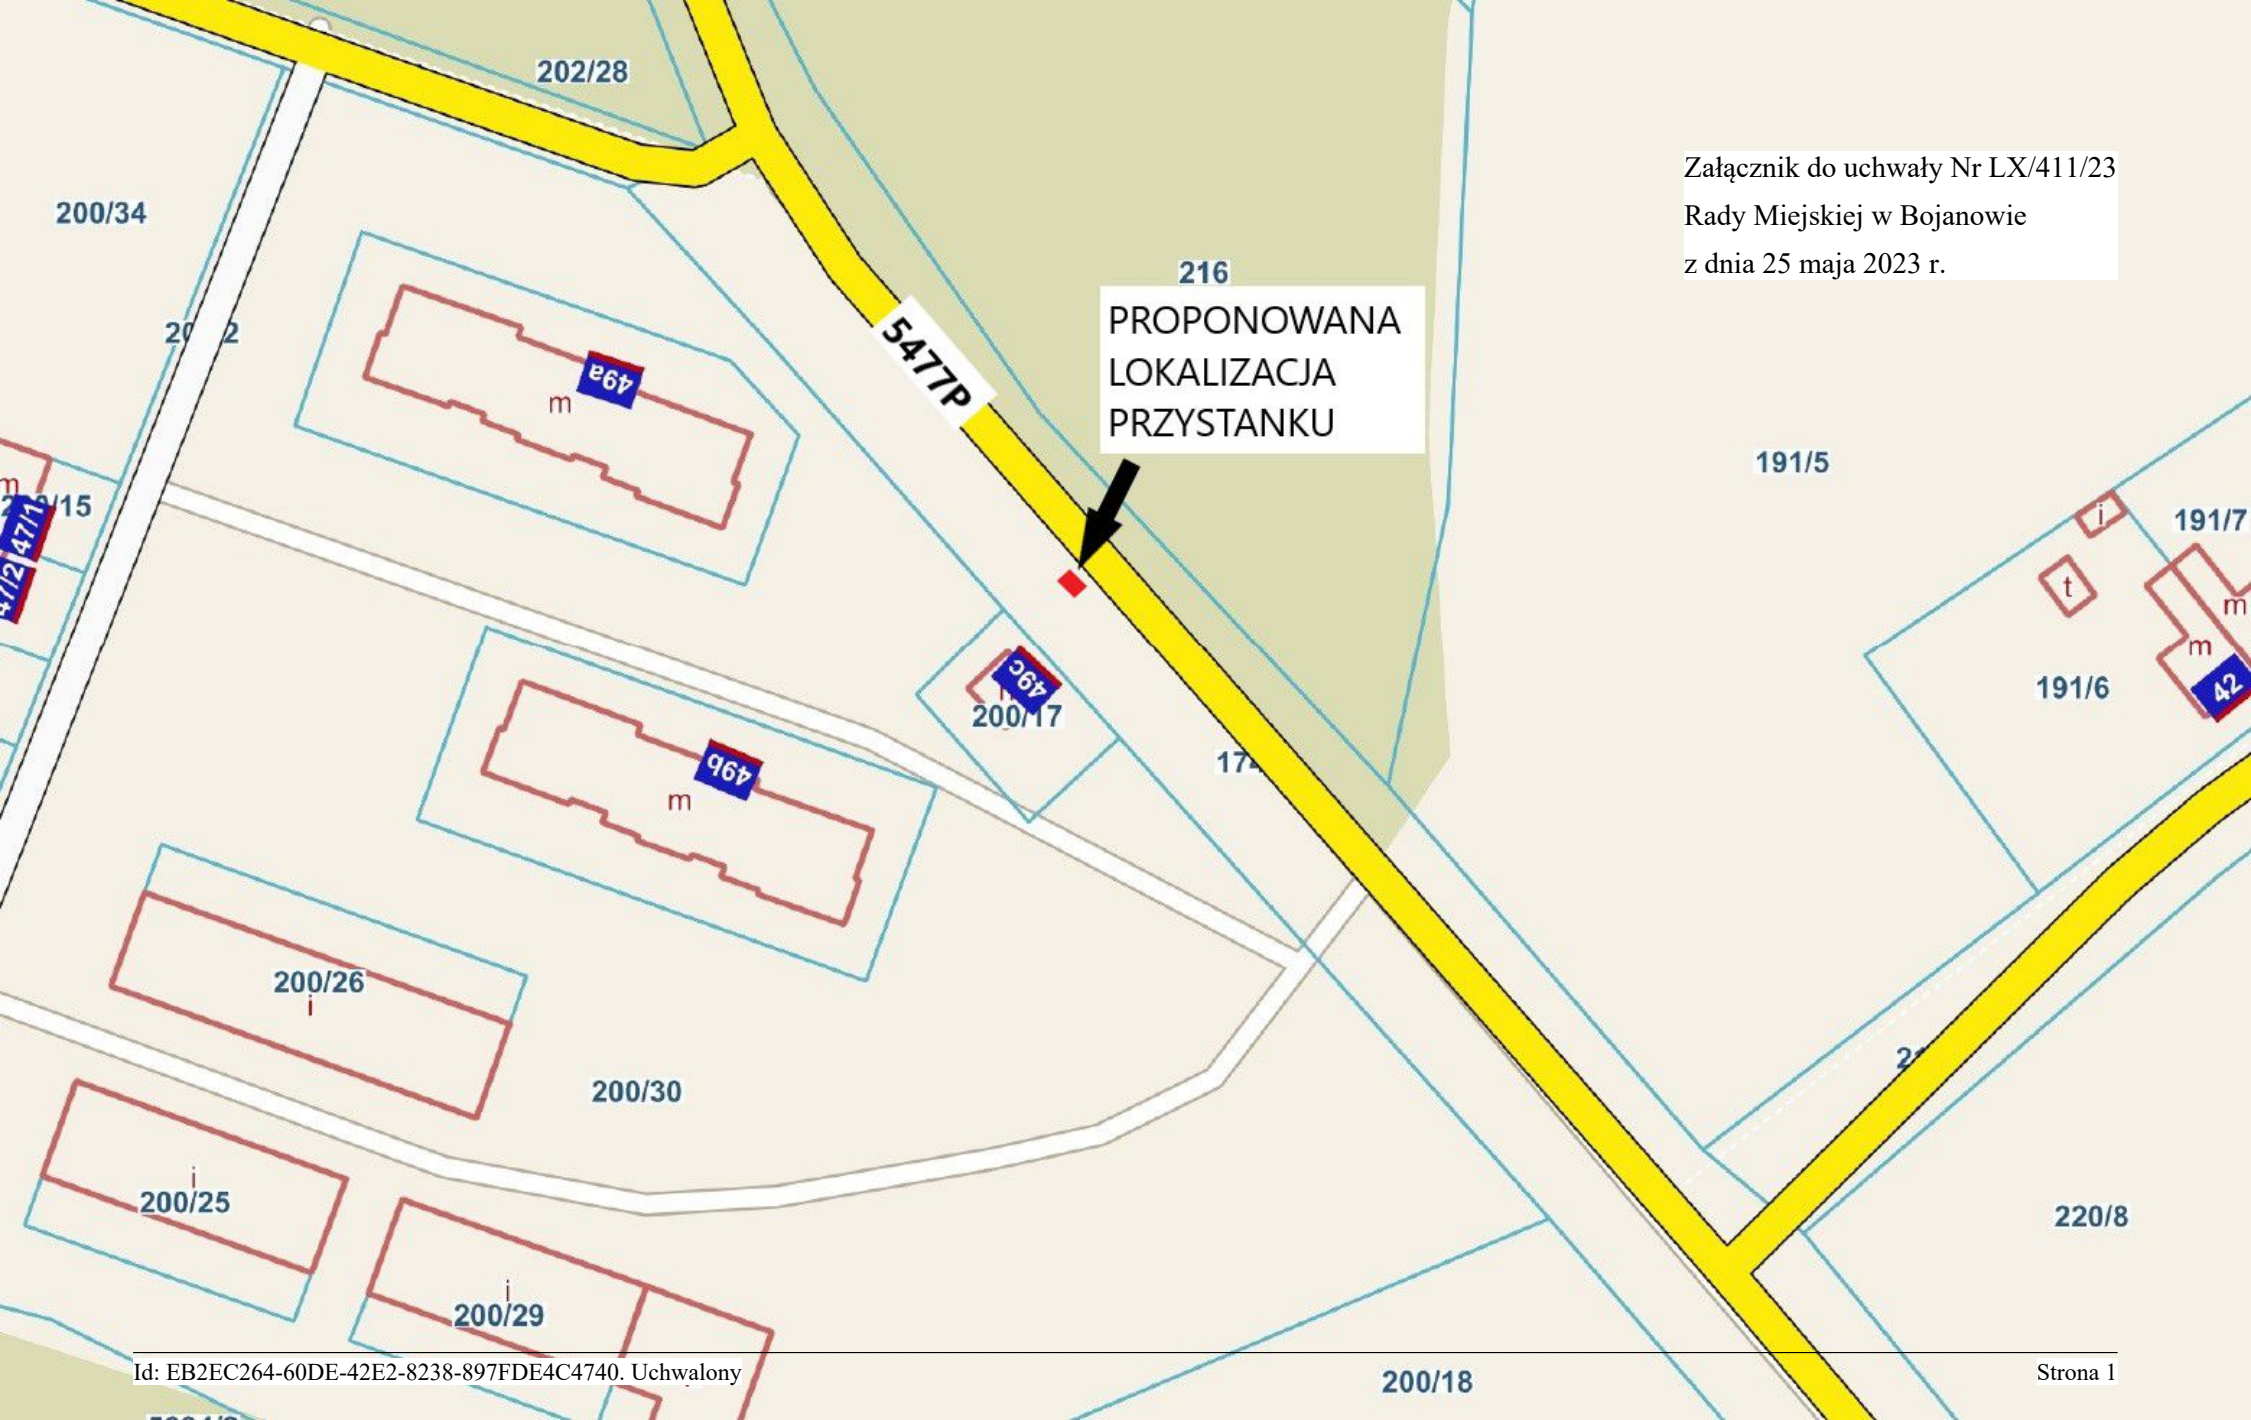 202/28
Załącznik do uchwały Nr LX/411/23
Rady Miejskiej w Bojanowie
z dnia 25 maja 2023 r.
200/34
216
PROPONOWANA
LOKALIZACJA
PRZYSTANKU
5477P
49a
m
191/5
m
47/1
i
191/7
t
m
m
191/6
42
49c
200/17
49b
m
200/26
i
200/30
i
200/25
220/8
i
200/29
Id: EB2EC264-60DE-42E2-8238-897FDE4C4740. Uchwalony
Strona 1
200/18